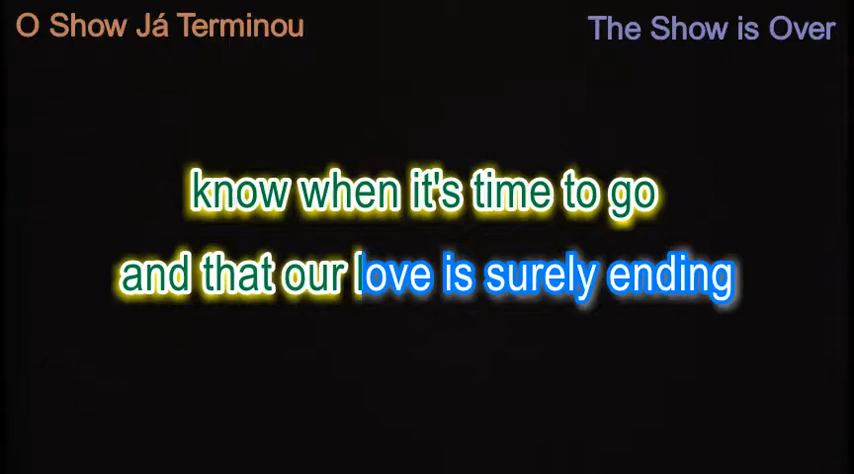 O Show Já Terminou
The Show is Over
know when it's time to go
and that our love is surely ending